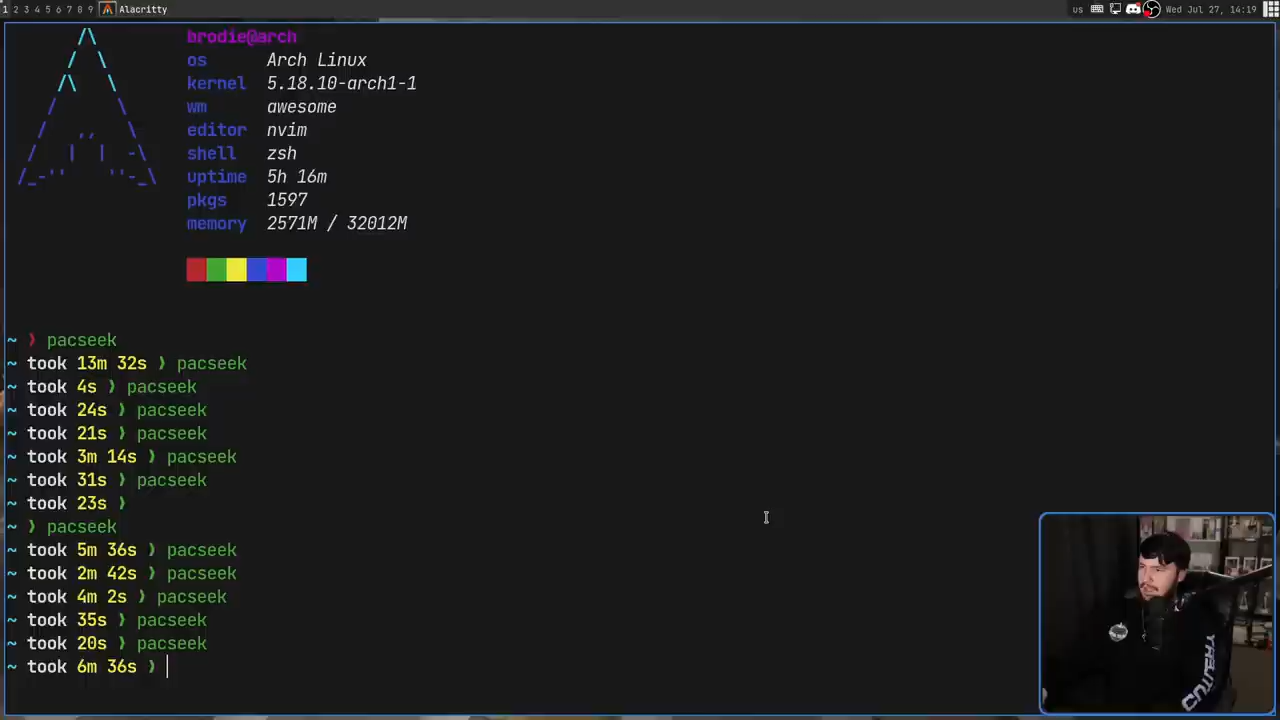 1 2 3 4 5 6 7 8 9 Alacritty us Wed Jul 27, 14:19
brodie@arch
os Arch Linux
kernel 5.18.10-arch1-1
wm awesome
editor nvim
shell zsh
uptime 5h 16m
pkgs 1597
memory 2571M / 32012M
~ ❯ pacseek
~ took 13m 32s ❯ pacseek
~ took 4s ❯ pacseek
~ took 24s ❯ pacseek
~ took 21s ❯ pacseek
~ took 3m 14s ❯ pacseek
~ took 31s ❯ pacseek
~ took 23s ❯
~ ❯ pacseek
~ took 5m 36s ❯ pacseek
~ took 2m 42s ❯ pacseek
~ took 4m 2s ❯ pacseek
~ took 35s ❯ pacseek
~ took 20s ❯ pacseek
~ took 6m 36s ❯